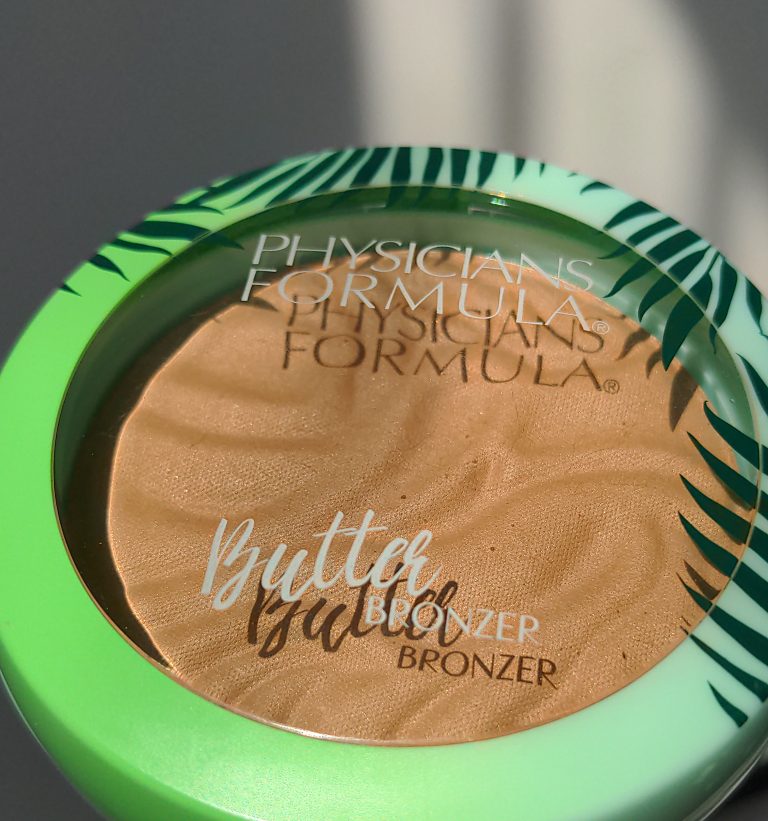 PHYSICIANS
FORMULA®
PHYSICIANS
FORMULA®
Butter
BRONZER
Butter
BRONZER